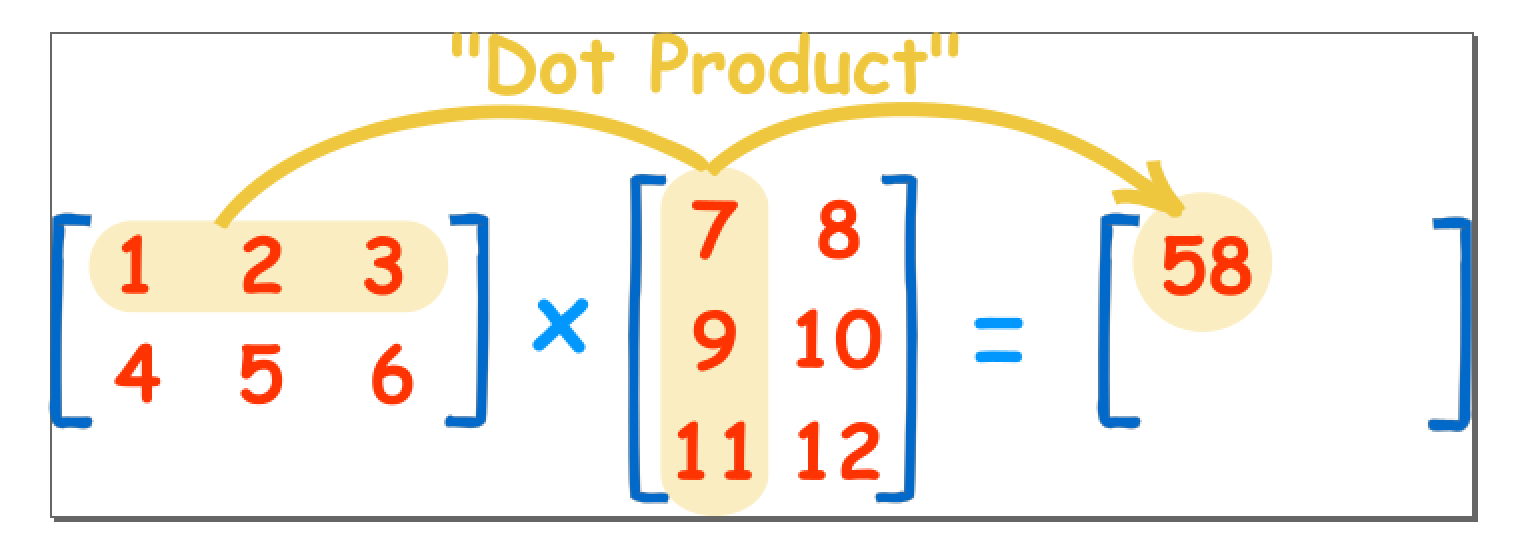 "Dot Product"
[1 2 3
4 5 6] × [7 8
9 10
11 12] = [58 ]